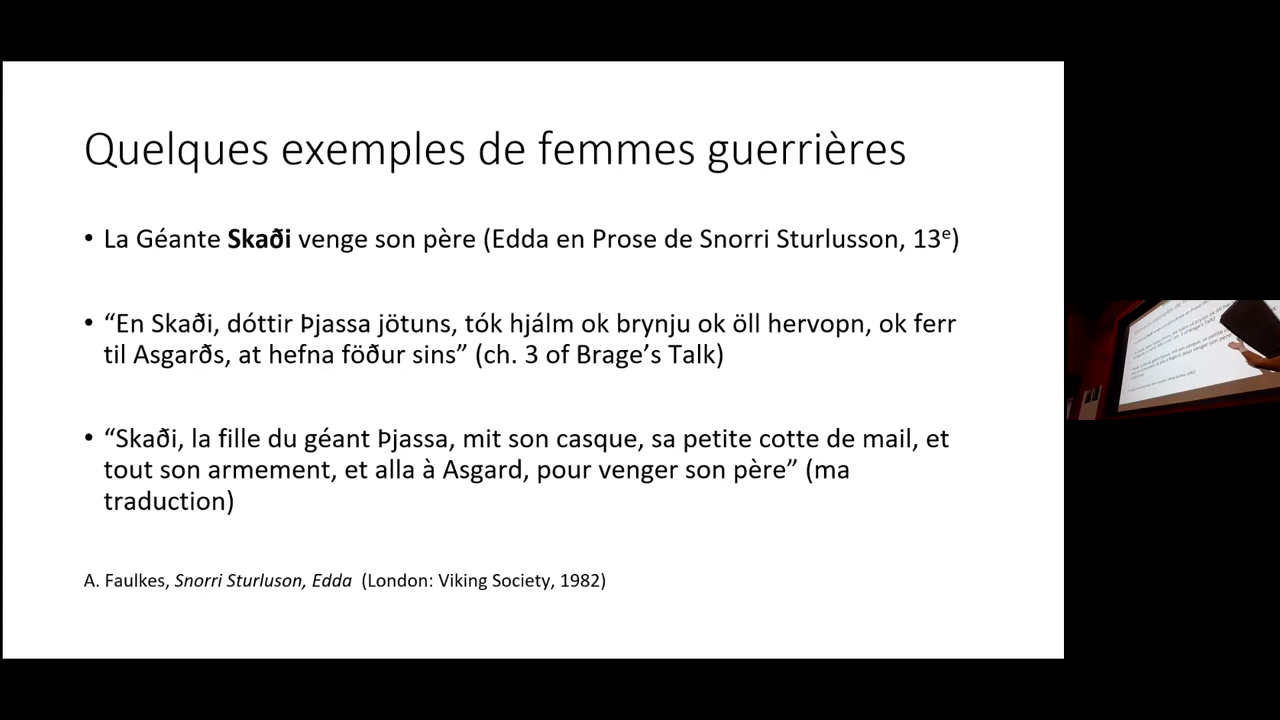 Quelques exemples de femmes guerrières
• La Géante Skaði venge son père (Edda en Prose de Snorri Sturlusson, 13ᵉ)
• “En Skaði, dóttir Þjassa jötuns, tók hjálm ok brynju ok öll hervopn, ok ferr
til Asgarðs, at hefna föður sins” (ch. 3 of Brage’s Talk)
• “Skaði, la fille du géant Þjassa, mit son casque, sa petite cotte de mail, et
tout son armement, et alla à Asgard, pour venger son père” (ma
traduction)
A. Faulkes, Snorri Sturluson, Edda (London: Viking Society, 1982)